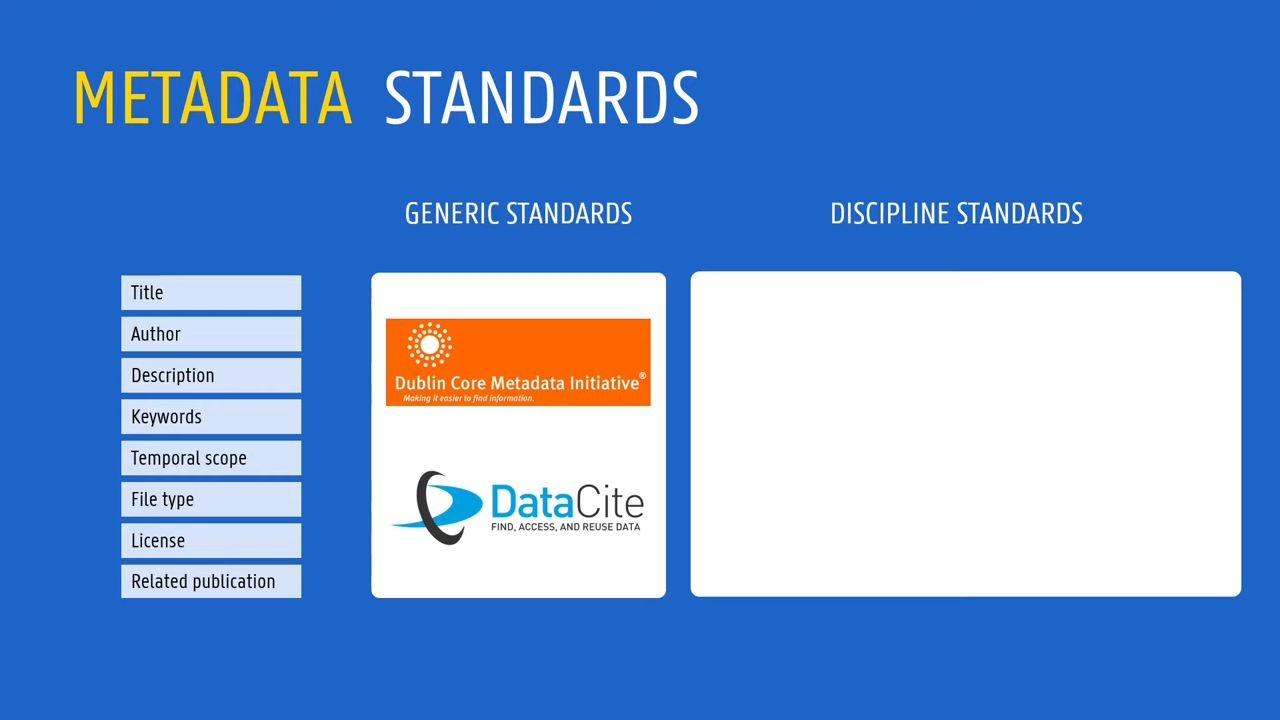 METADATA STANDARDS
GENERIC STANDARDS
DISCIPLINE STANDARDS
Title
Author
Description
Keywords
Temporal scope
File type
License
Related publication
Dublin Core Metadata Initiative®
Making it easier to find information.
DataCite
FIND, ACCESS, AND REUSE DATA